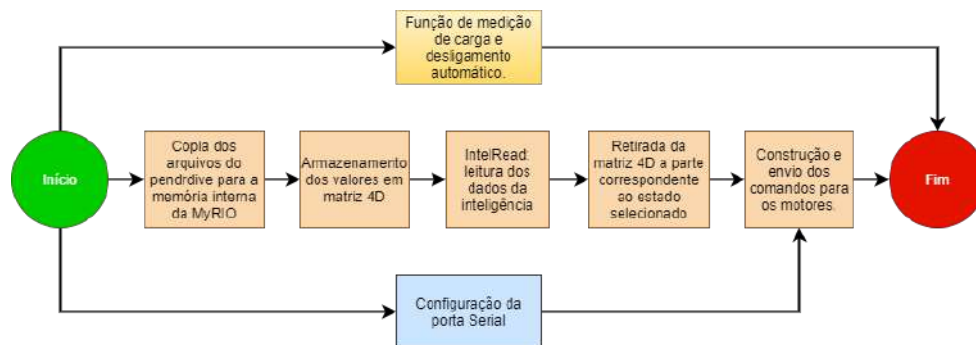 Função de medição
de carga e
desligamento
automático.
Início
Copia dos
arquivos do
pendrdive para a
memória interna
da MyRIO
Armazenamento
dos valores em
matriz 4D
IntelRead:
leitura dos
dados da
inteligência
Retirada da
matriz 4D a parte
correspondente
ao estado
selecionado
Construção e
envio dos
comandos para
os motores.
Fim
Configuração da
porta Serial